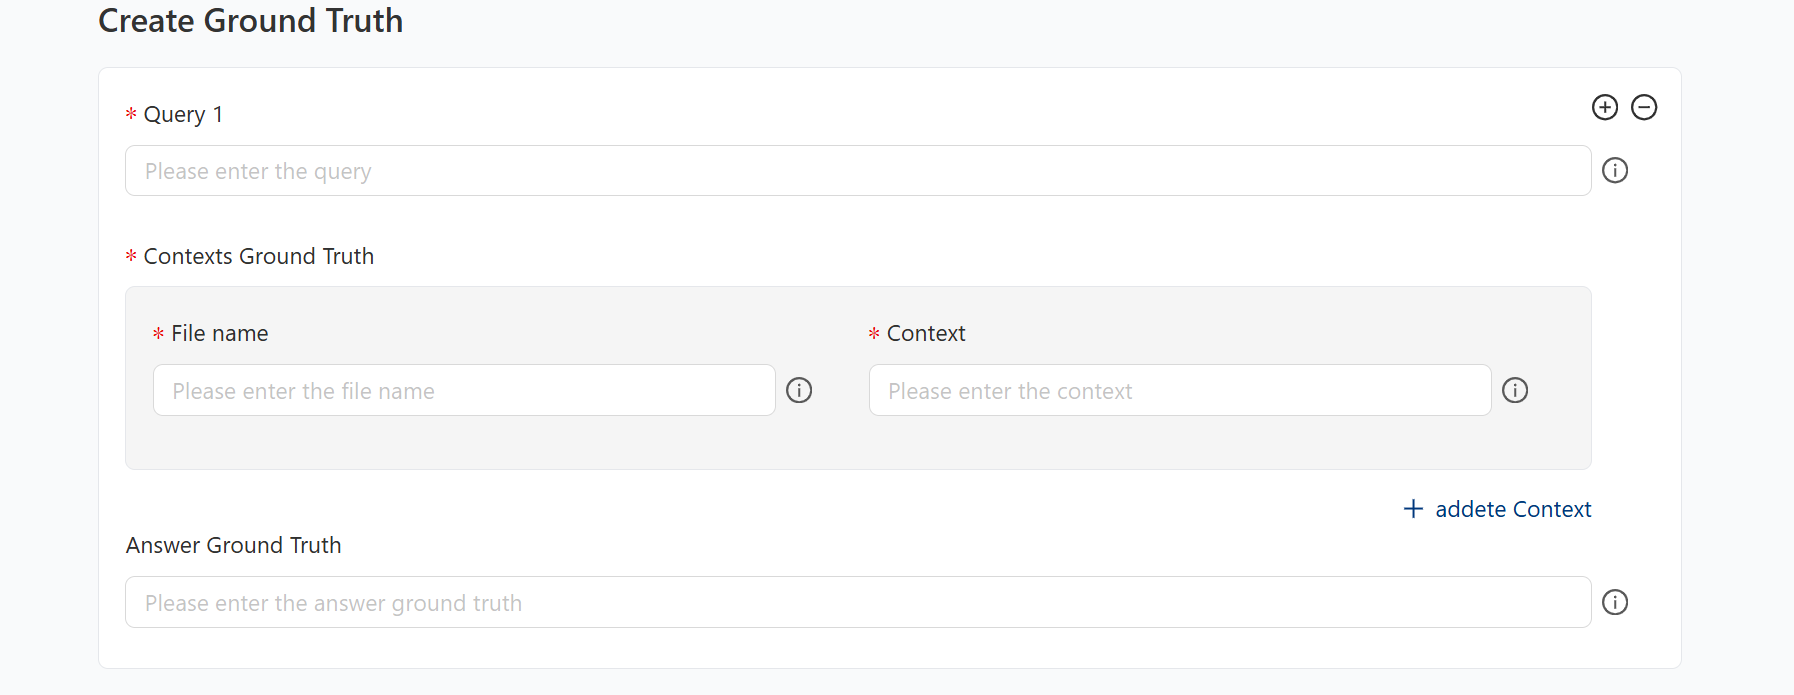 Create Ground Truth
* Query 1
Please enter the query
* Contexts Ground Truth
* File name
* Context
Please enter the file name
Please enter the context
+ addete Context
Answer Ground Truth
Please enter the answer ground truth